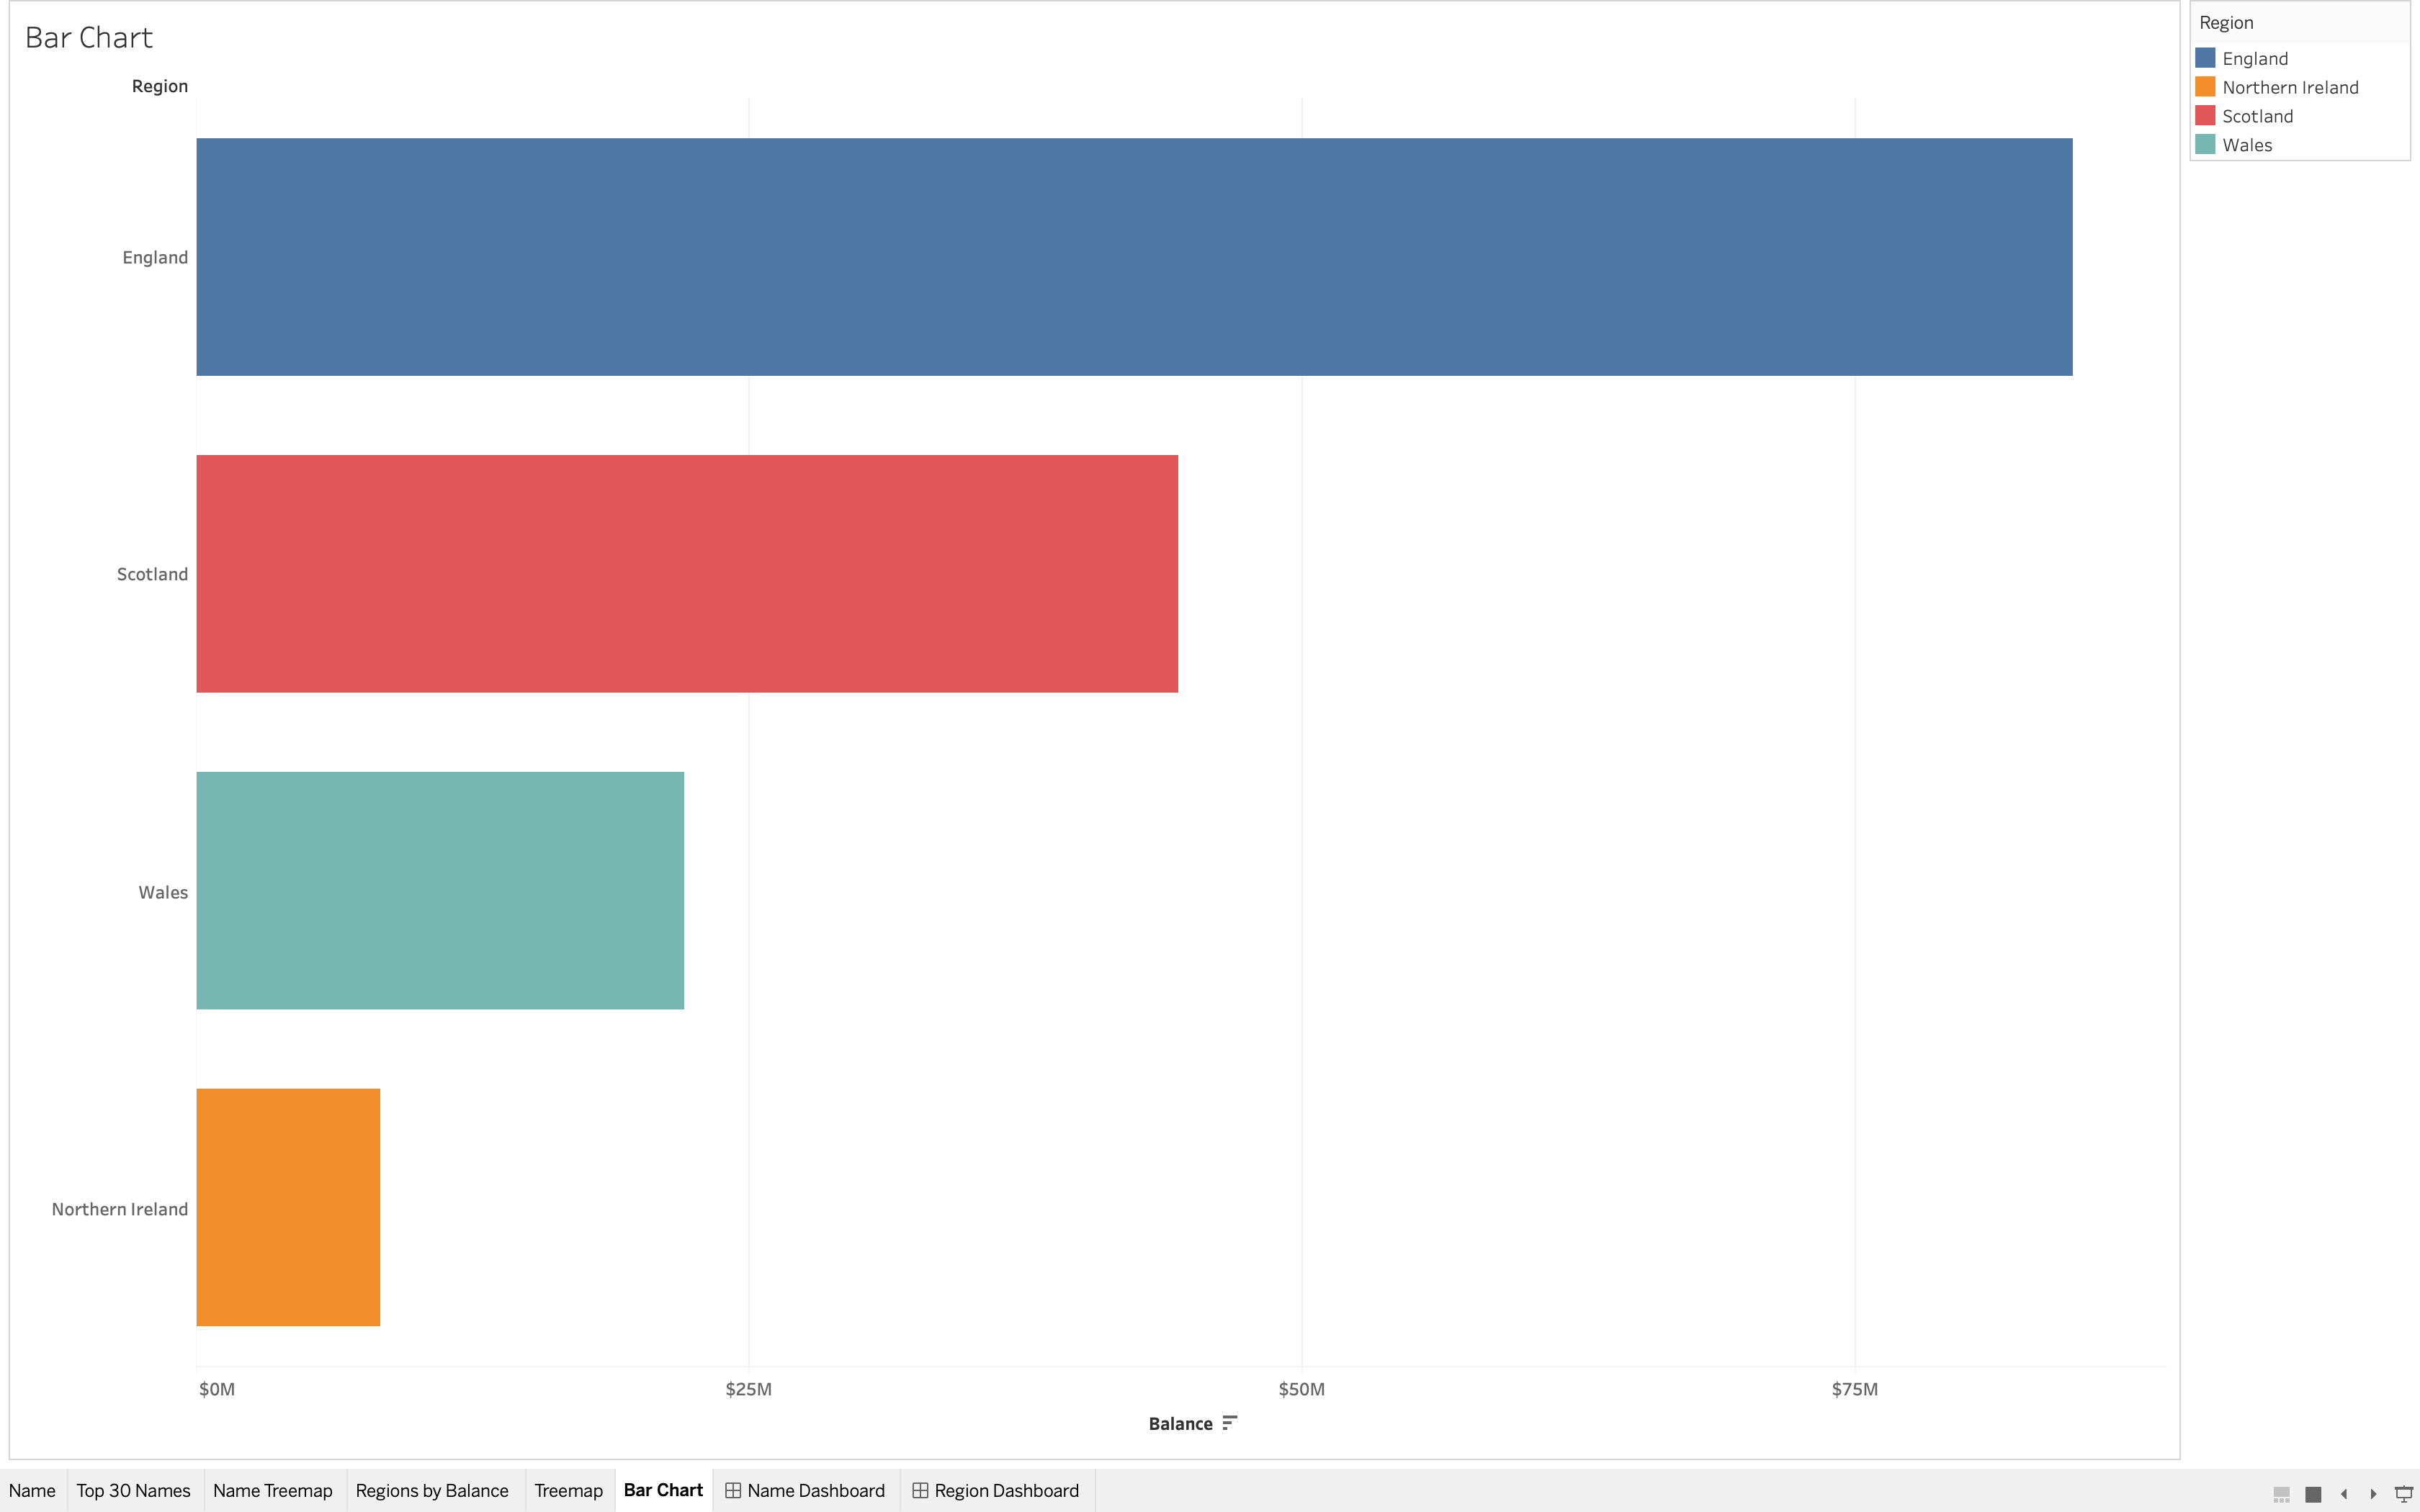 Bar Chart
Region
England
Scotland
Wales
Northern Ireland
$0M $25M $50M $75M
Balance
Region
England
Northern Ireland
Scotland
Wales
Name Top 30 Names Name Treemap Regions by Balance Treemap Bar Chart Name Dashboard Region Dashboard